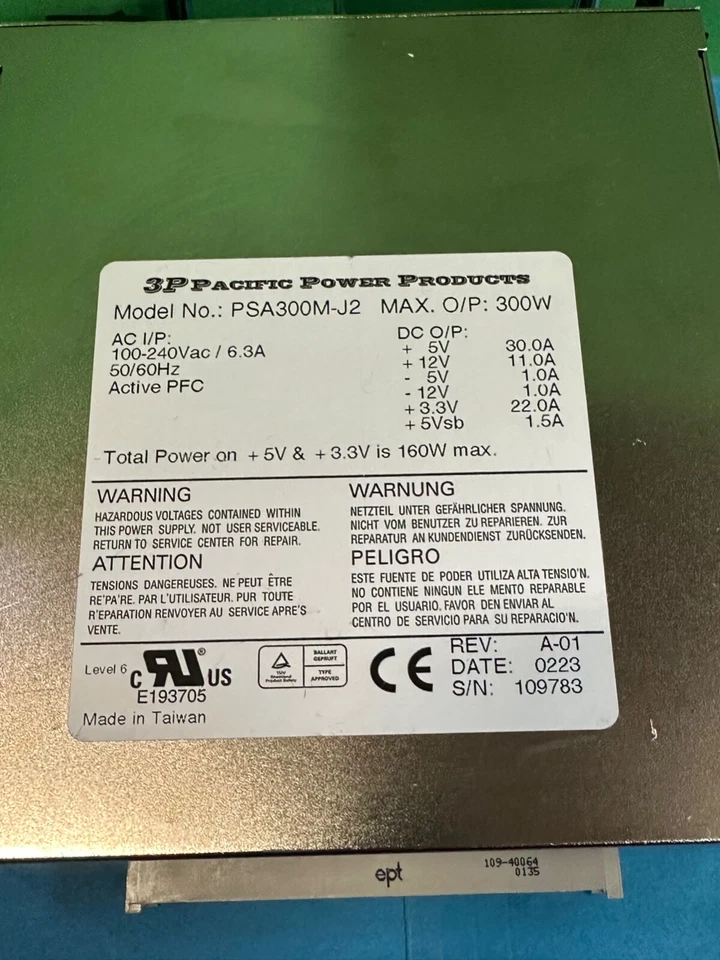 3P PACIFIC POWER PRODUCTS
Model No.: PSA300M-J2 MAX. O/P: 300W
AC I/P:
100-240Vac / 6.3A
50/60Hz
Active PFC
DC O/P:
+ 5V 30.0A
+ 12V 11.0A
- 5V 1.0A
- 12V 1.0A
+ 3.3V 22.0A
+ 5Vsb 1.5A
Total Power on +5V & +3.3V is 160W max.
WARNING
HAZARDOUS VOLTAGES CONTAINED WITHIN
THIS POWER SUPPLY. NOT USER SERVICEABLE.
RETURN TO SERVICE CENTER FOR REPAIR.
ATTENTION
TENSIONS DANGEREUSES. NE PEUT ÊTRE
RE'PA'RE. PAR L'UTILISATEUR. PUR TOUTE
R'EPARATION RENVOYER AU SERVICE APRE'S
VENTE.
WARNUNG
NETZTEIL UNTER GEFÄHRLICHER SPANNUNG.
NICHT VOM BENUTZER ZU REPARIEREN. ZUR
REPARATUR AN KUNDENDIENST ZURÜCKSENDEN.
PELIGRO
ESTE FUENTE DE PODER UTILIZA ALTA TENSIO'N.
NO CONTIENE NINGUN ELE MENTO REPARABLE
POR EL USUARIO. FAVOR DEN ENVIAR AL
CENTRO DE SERVICIO PARA SU REPARACIO'N.
Level 6 C RU ® US
E193705
Made in Taiwan
TÜV
Rheinland
Product Safety
BAUART
GEPRUFT
TYPE
APPROVED
CE
REV: A-01
DATE: 0223
S/N: 109783
ept
109-40064
0135